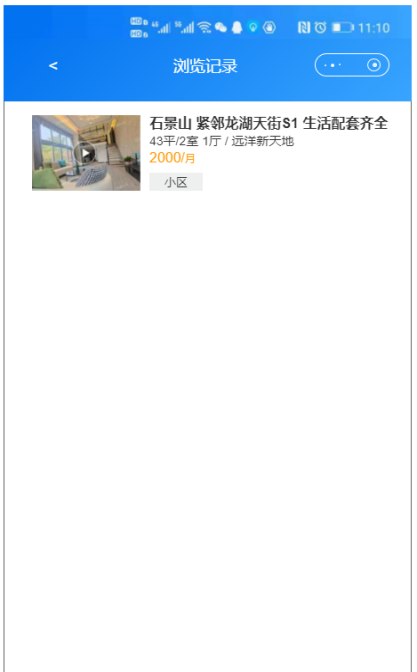 11:10
<
浏览记录
石景山 紧邻龙湖天街S1 生活配套齐全
43平/2室 1厅 / 远洋新天地
2000/月
小区